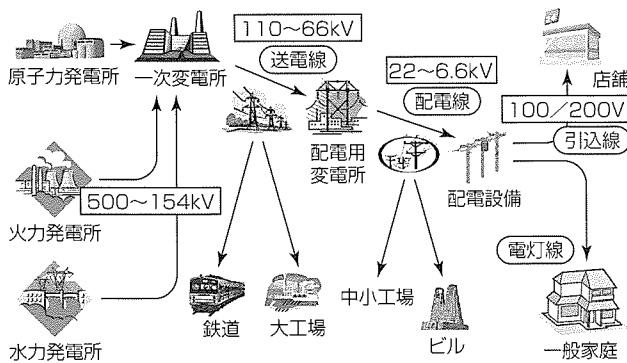 110～66kV
送電線
22～6.6kV
配電線
店舗
原子力発電所
一次変電所
100／200V
引込線
配電用
変電所
配電設備
500～154kV
火力発電所
電灯線
中小工場
鉄道
大工場
ビル
水力発電所
一般家庭